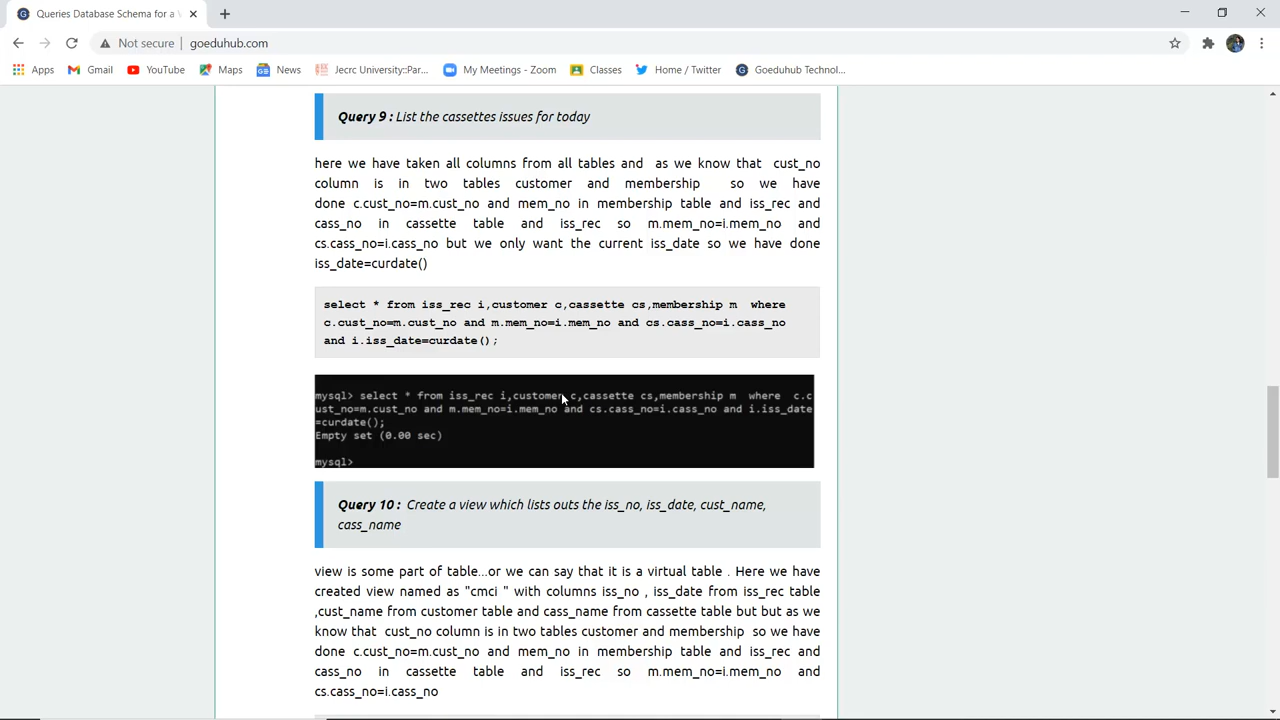 Queries Database Schema for a
Not secure | goeduhub.com
Apps Gmail YouTube Maps News Jecrc University::Par... My Meetings - Zoom Classes Home / Twitter Goeduhub Technol...
Query 9 : List the cassettes issues for today
here we have taken all columns from all tables and as we know that cust_no
column is in two tables customer and membership so we have
done c.cust_no=m.cust_no and mem_no in membership table and iss_rec and
cass_no in cassette table and iss_rec so m.mem_no=i.mem_no and
cs.cass_no=i.cass_no but we only want the current iss_date so we have done
iss_date=curdate()
select * from iss_rec i,customer c,cassette cs,membership m where
c.cust_no=m.cust_no and m.mem_no=i.mem_no and cs.cass_no=i.cass_no
and i.iss_date=curdate();
mysql> select * from iss_rec i,customer c,cassette cs,membership m where c.c
ust_no=m.cust_no and m.mem_no=i.mem_no and cs.cass_no=i.cass_no and i.iss_date
=curdate();
Empty set (0.00 sec)
mysql>
Query 10 : Create a view which lists outs the iss_no, iss_date, cust_name,
cass_name
view is some part of table...or we can say that it is a virtual table . Here we have
created view named as "cmci " with columns iss_no , iss_date from iss_rec table
,cust_name from customer table and cass_name from cassette table but but as we
know that cust_no column is in two tables customer and membership so we have
done c.cust_no=m.cust_no and mem_no in membership table and iss_rec and
cass_no in cassette table and iss_rec so m.mem_no=i.mem_no and
cs.cass_no=i.cass_no